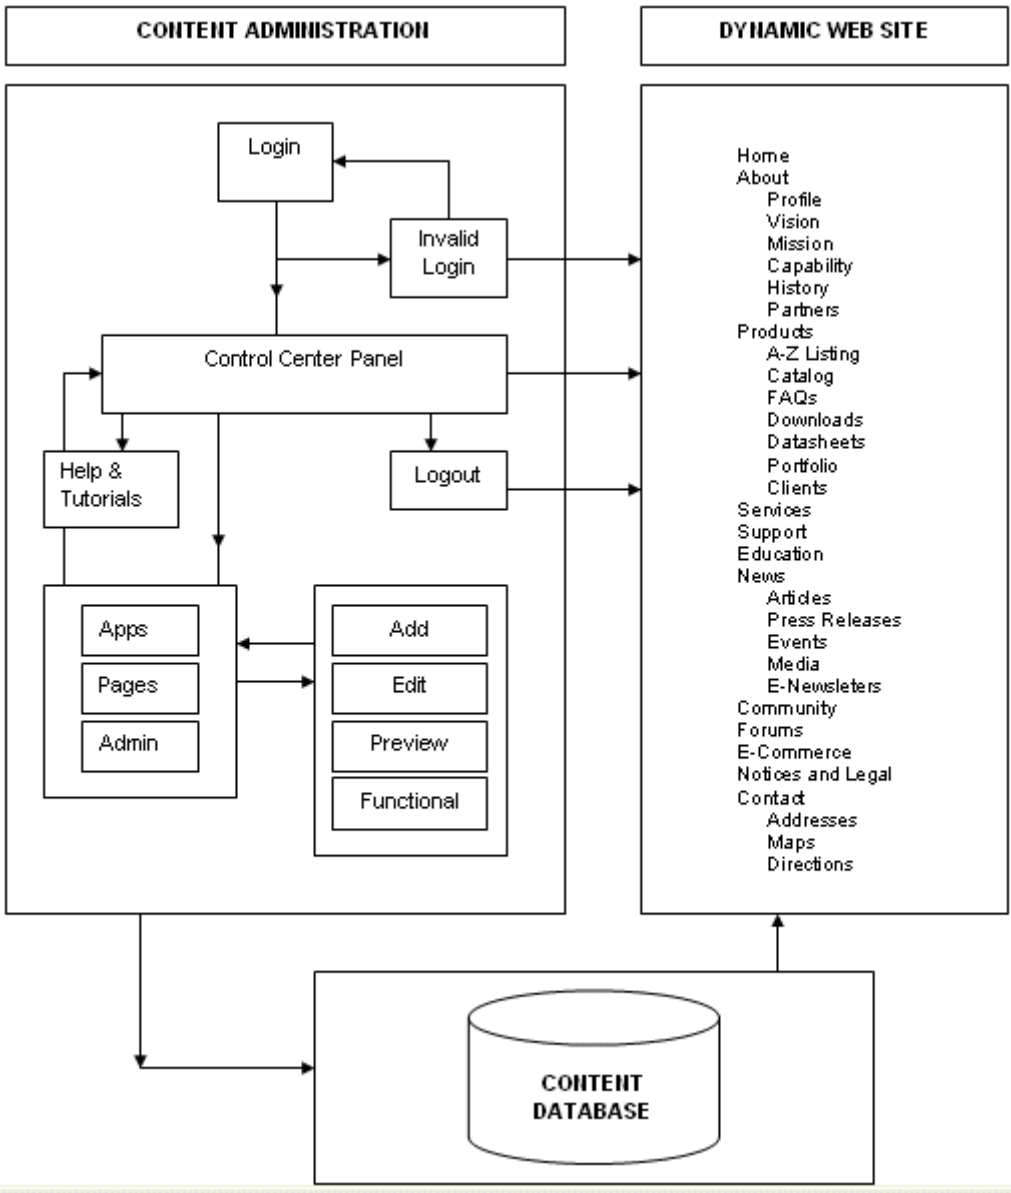 CONTENT ADMINISTRATION
DYNAMIC WEB SITE
Login
Invalid
Login
Control Center Panel
Help &
Tutorials
Logout
Apps
Pages
Admin
Add
Edit
Preview
Functional
Home
About
Profile
Vision
Mission
Capability
History
Partners
Products
A-Z Listing
Catalog
FAQs
Downloads
Datasheets
Portfolio
Clients
Services
Support
Education
News
Articles
Press Releases
Events
Media
E-Newsleters
Community
Forums
E-Commerce
Notices and Legal
Contact
Addresses
Maps
Directions
CONTENT
DATABASE